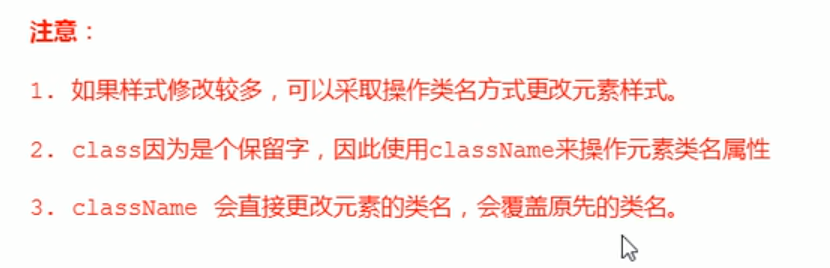 注意：
1. 如果样式修改较多，可以采取操作类名方式更改元素样式。
2. class因为是个保留字，因此使用className来操作元素类名属性
3. className 会直接更改元素的类名，会覆盖原先的类名。